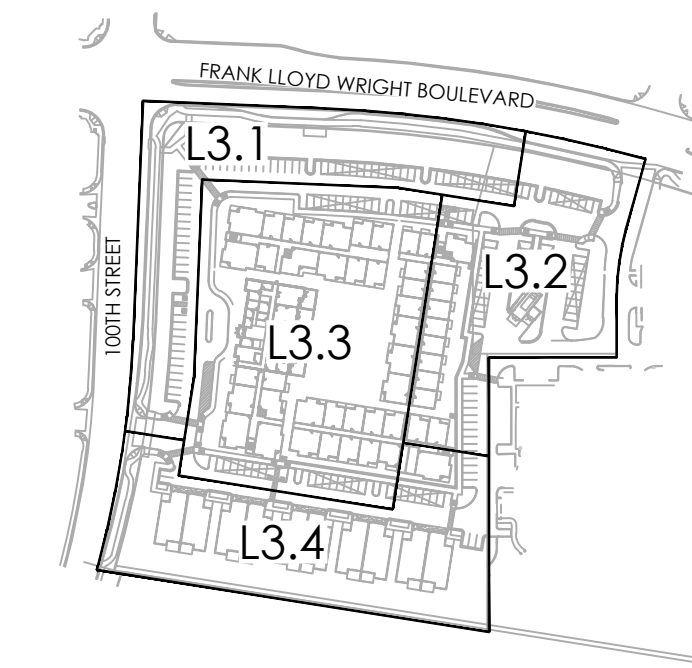 FRANK LLOYD WRIGHT BOULEVARD
L3.1
100TH STREET
L3.2
L3.3
L3.4